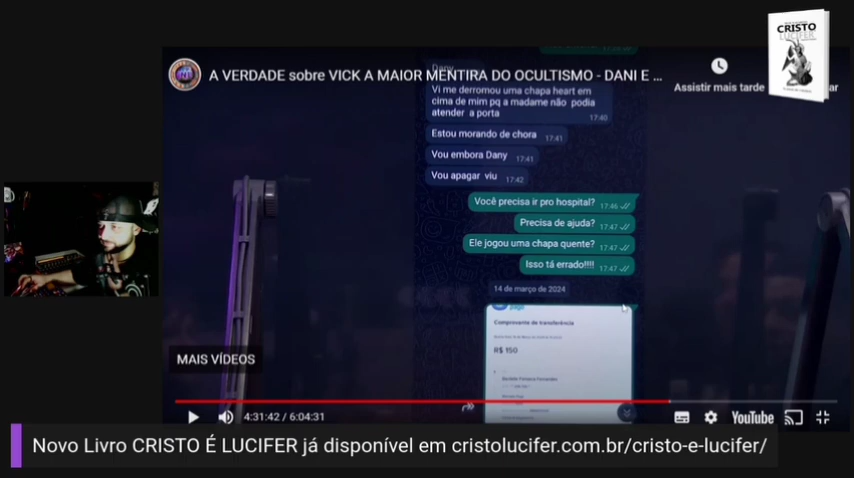 A VERDADE sobre VICK A MAIOR MENTIRA DO OCULTISMO - DANI E ...
Assistir mais tarde
CRISTO
LUCIFER
Dany
Vi me derromou uma chapa heart em
cima de mim pq a madame não podia
atender a porta
17:40
Estou morando de chora 17:41
Vou embora Dany 17:41
Vou apagar viu 17:42
Você precisa ir pro hospital? 17:46
Precisa de ajuda? 17:47
Ele jogou uma chapa quente? 17:47
Isso tá errado!!!! 17:47
14 de março de 2024
pago
Comprovante de transferência
R$ 150
MAIS VÍDEOS
4:31:42 / 6:04:31
YouTube
Novo Livro CRISTO É LUCIFER já disponível em cristolucifer.com.br/cristo-e-lucifer/